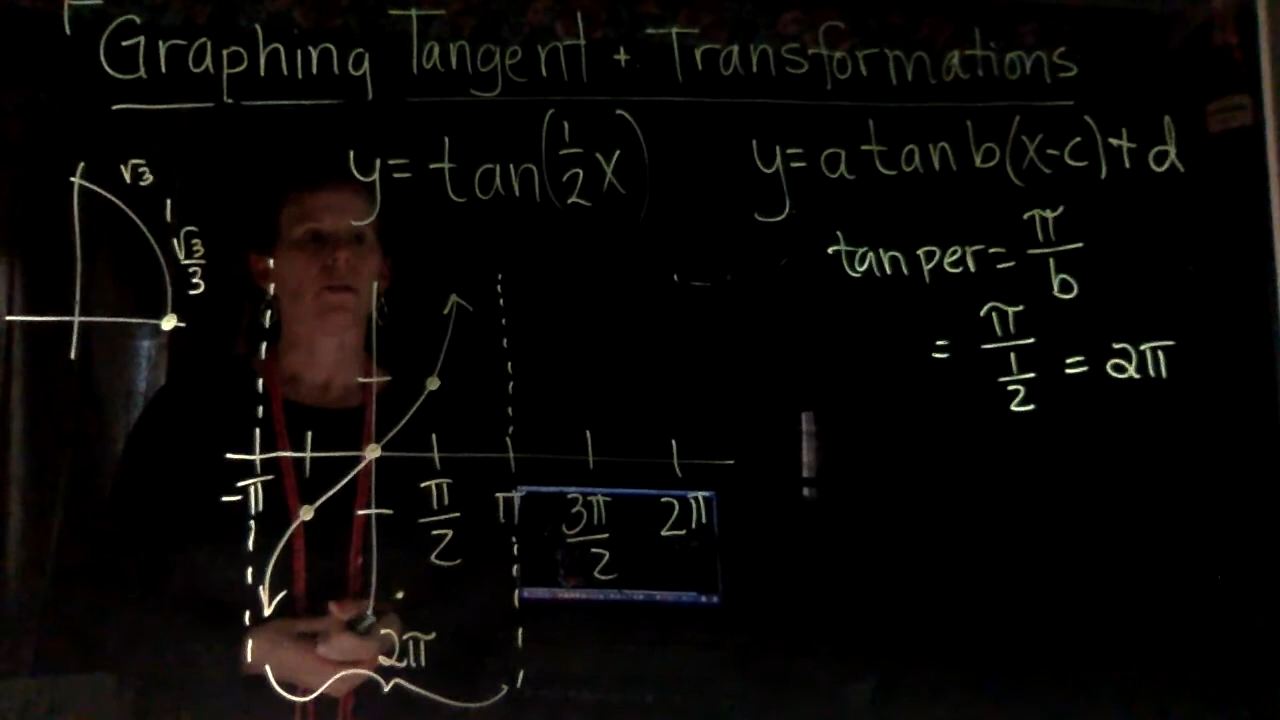 Graphing Tangent + Transformations
y = tan(1/2 x)
y = a tan b(x-c) + d
√3
1
√3/3
tan per = π/b
= π/(1/2) = 2π
-π π/2 π 3π/2 2π
2π